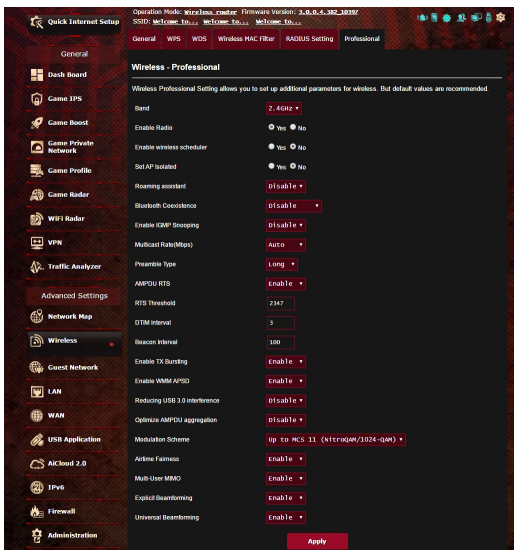 Quick Internet Setup
Operation Mode: Wireless router Firmware Version: 3.0.0.4.382_10397
SSID: Welcome to... Welcome to... Welcome to...
General WPS WDS Wireless MAC Filter RADIUS Setting Professional
General
Dash Board
Game IPS
Game Boost
Game Private
Network
Game Profile
Game Radar
WiFi Radar
VPN
Traffic Analyzer
Advanced Settings
Network Map
Wireless
Guest Network
LAN
WAN
USB Application
AiCloud 2.0
IPv6
Firewall
Administration
Wireless - Professional
Wireless Professional Setting allows you to set up additional parameters for wireless. But default values are recommended.
Band 2.4GHz
Enable Radio Yes No
Enable wireless scheduler Yes No
Set AP Isolated Yes No
Roaming assistant Disable
Bluetooth Coexistence Disable
Enable IGMP Snooping Disable
Multicast Rate(Mbps) Auto
Preamble Type Long
AMPDU RTS Enable
RTS Threshold 2347
DTIM Interval 3
Beacon Interval 100
Enable TX Bursting Enable
Enable WMM APSD Enable
Reducing USB 3.0 interference Disable
Optimize AMPDU aggregation Disable
Modulation Scheme Up to MCS 11 (NitroQAM/1024-QAM)
Airtime Fairness Enable
Multi-User MIMO Enable
Explicit Beamforming Enable
Universal Beamforming Enable
Apply